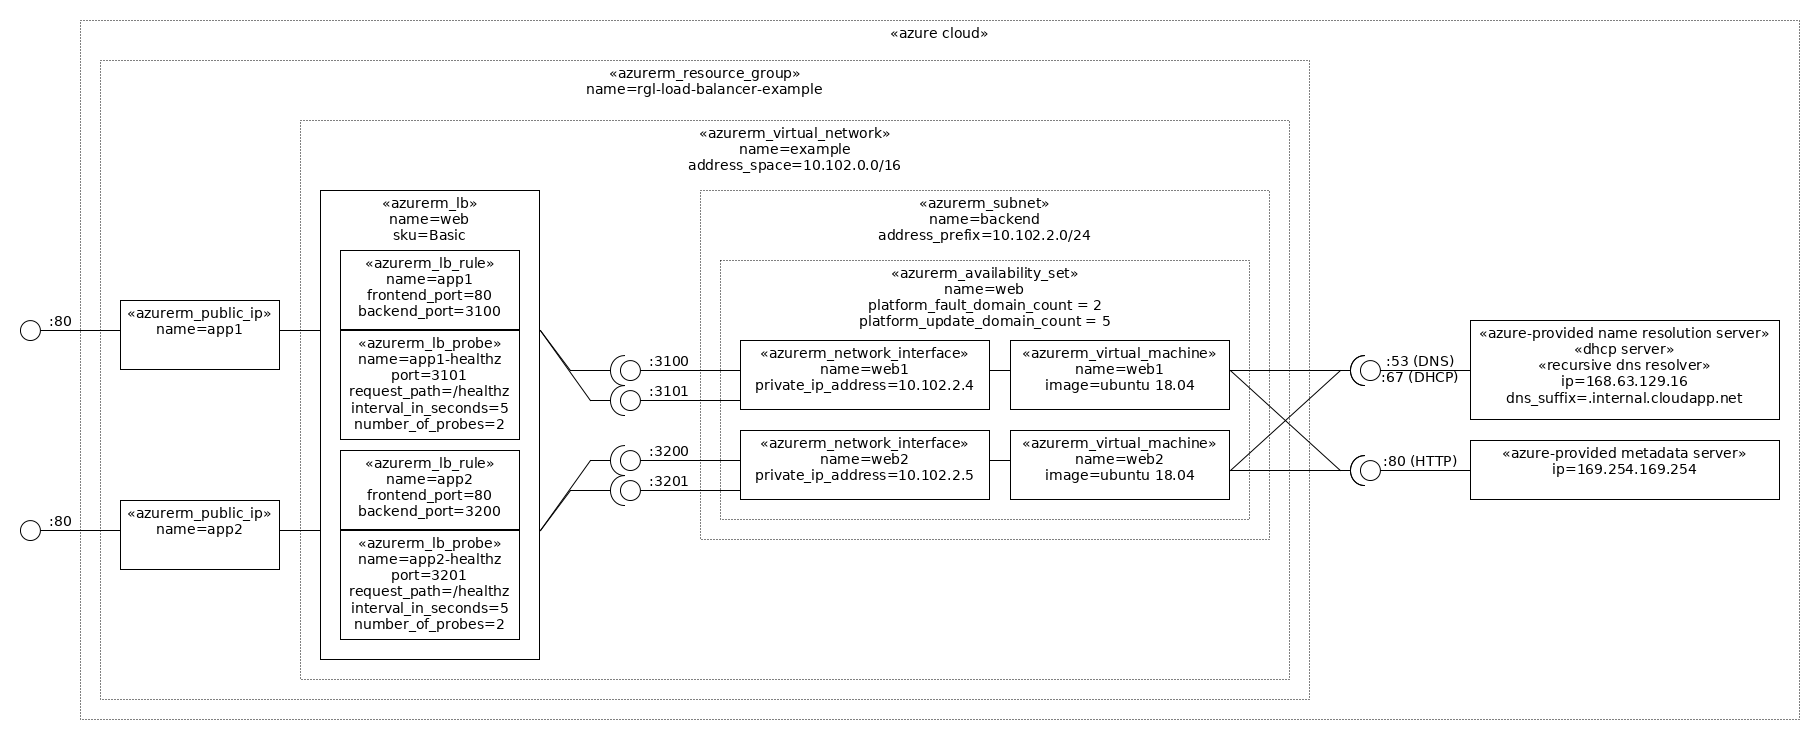 «azure cloud»
«azurerm_resource_group»
name=rgl-load-balancer-example
«azurerm_virtual_network»
name=example
address_space=10.102.0.0/16
«azurerm_lb»
name=web
sku=Basic
«azurerm_lb_rule»
name=app1
frontend_port=80
backend_port=3100
«azurerm_lb_probe»
name=app1-healthz
port=3101
request_path=/healthz
interval_in_seconds=5
number_of_probes=2
«azurerm_lb_rule»
name=app2
frontend_port=80
backend_port=3200
«azurerm_lb_probe»
name=app2-healthz
port=3201
request_path=/healthz
interval_in_seconds=5
number_of_probes=2
:80
«azurerm_public_ip»
name=app1
:80
«azurerm_public_ip»
name=app2
:3100
:3101
:3200
:3201
«azurerm_subnet»
name=backend
address_prefix=10.102.2.0/24
«azurerm_availability_set»
name=web
platform_fault_domain_count = 2
platform_update_domain_count = 5
«azurerm_network_interface»
name=web1
private_ip_address=10.102.2.4
«azurerm_virtual_machine»
name=web1
image=ubuntu 18.04
«azurerm_network_interface»
name=web2
private_ip_address=10.102.2.5
«azurerm_virtual_machine»
name=web2
image=ubuntu 18.04
:53 (DNS)
:67 (DHCP)
:80 (HTTP)
«azure-provided name resolution server»
«dhcp server»
«recursive dns resolver»
ip=168.63.129.16
dns_suffix=.internal.cloudapp.net
«azure-provided metadata server»
ip=169.254.169.254